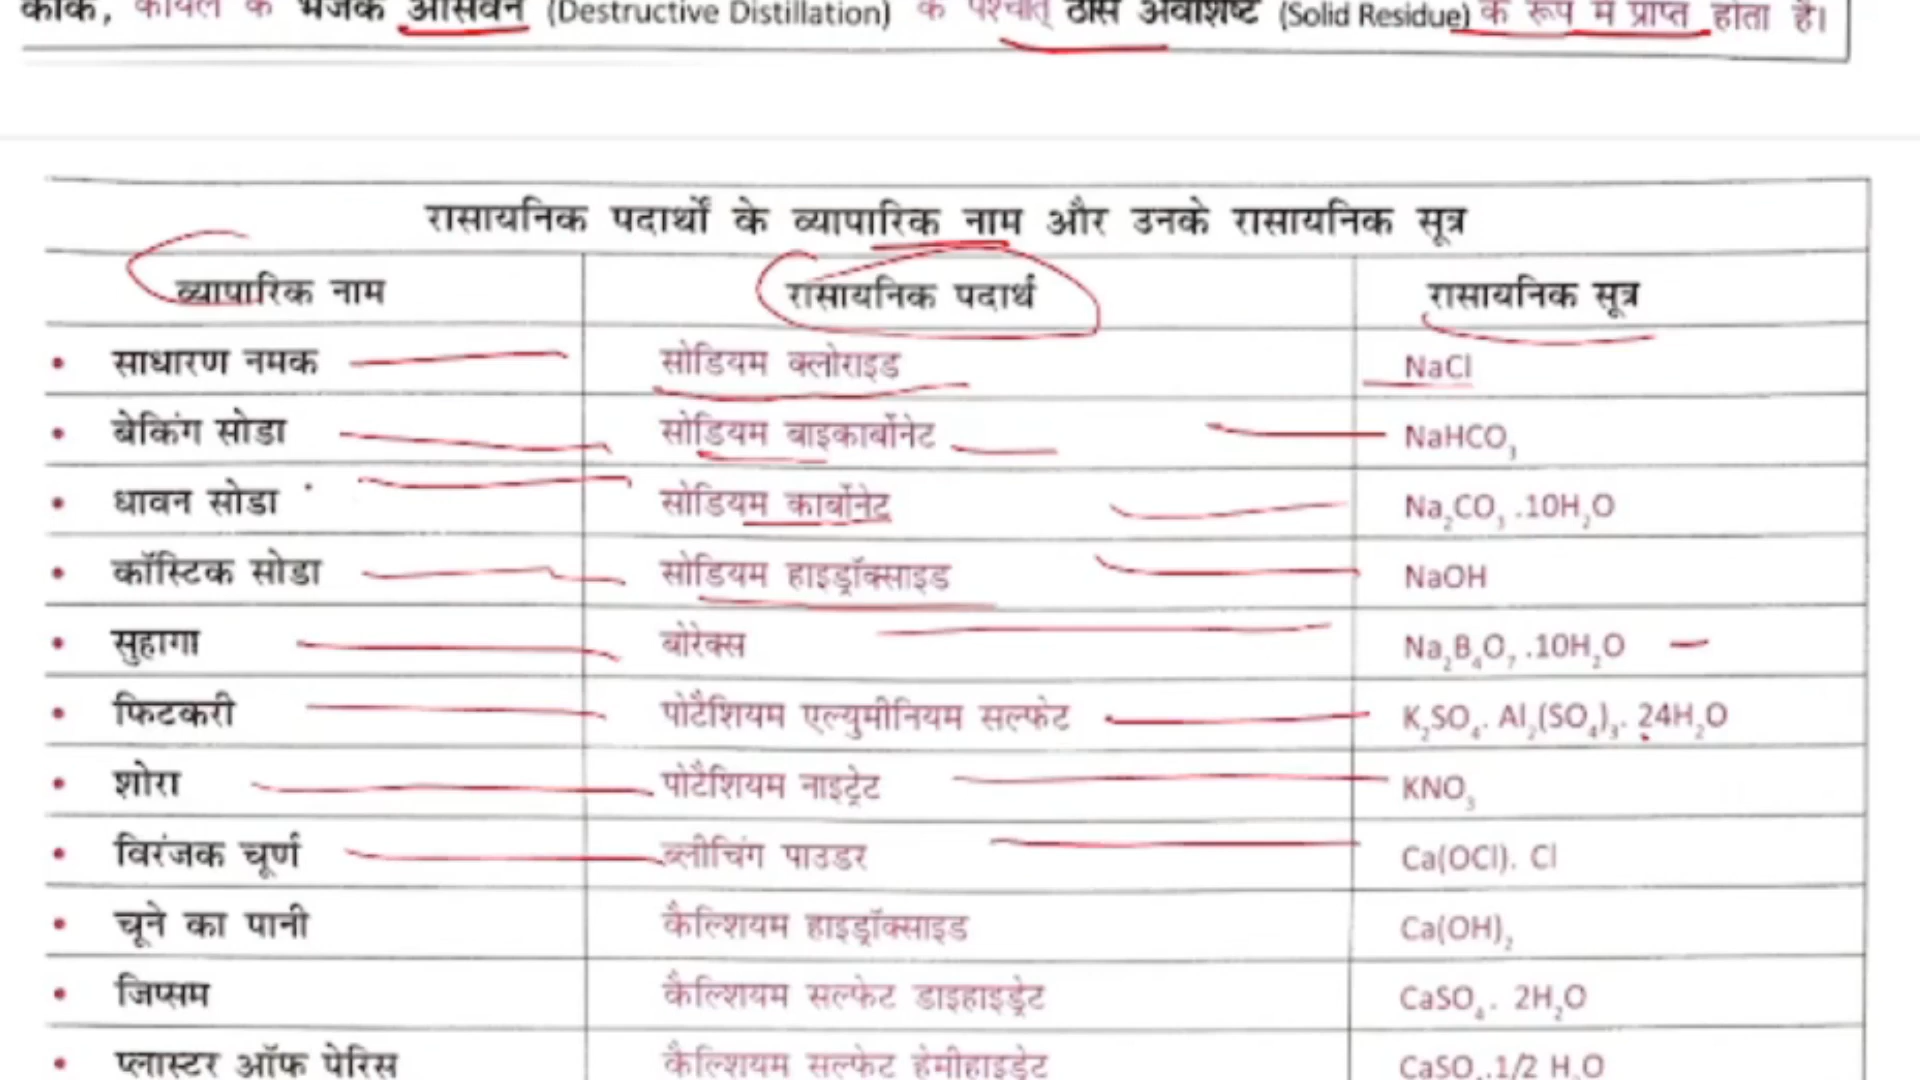 कोक, कोयले के भंजक आसवन (Destructive Distillation) के पश्चात् ठोस अवशिष्ट (Solid Residue) के रूप में प्राप्त होता है।
रासायनिक पदार्थों के व्यापारिक नाम और उनके रासायनिक सूत्र
व्यापारिक नाम रासायनिक पदार्थ रासायनिक सूत्र
• साधारण नमक सोडियम क्लोराइड NaCl
• बेकिंग सोडा सोडियम बाइकार्बोनेट NaHCO₃
• धावन सोडा सोडियम कार्बोनेट Na₂CO₃ .10H₂O
• कॉस्टिक सोडा सोडियम हाइड्रॉक्साइड NaOH
• सुहागा बोरेक्स Na₂B₄O₇ .10H₂O
• फिटकरी पोटैशियम एल्युमीनियम सल्फेट K₂SO₄. Al₂(SO₄)₃. 24H₂O
• शोरा पोटैशियम नाइट्रेट KNO₃
• विरंजक चूर्ण ब्लीचिंग पाउडर Ca(OCl). Cl
• चूने का पानी कैल्शियम हाइड्रॉक्साइड Ca(OH)₂
• जिप्सम कैल्शियम सल्फेट डाइहाइड्रेट CaSO₄. 2H₂O
• प्लास्टर ऑफ पेरिस कैल्शियम सल्फेट हेमीहाइड्रेट CaSO₄.1/2 H₂O